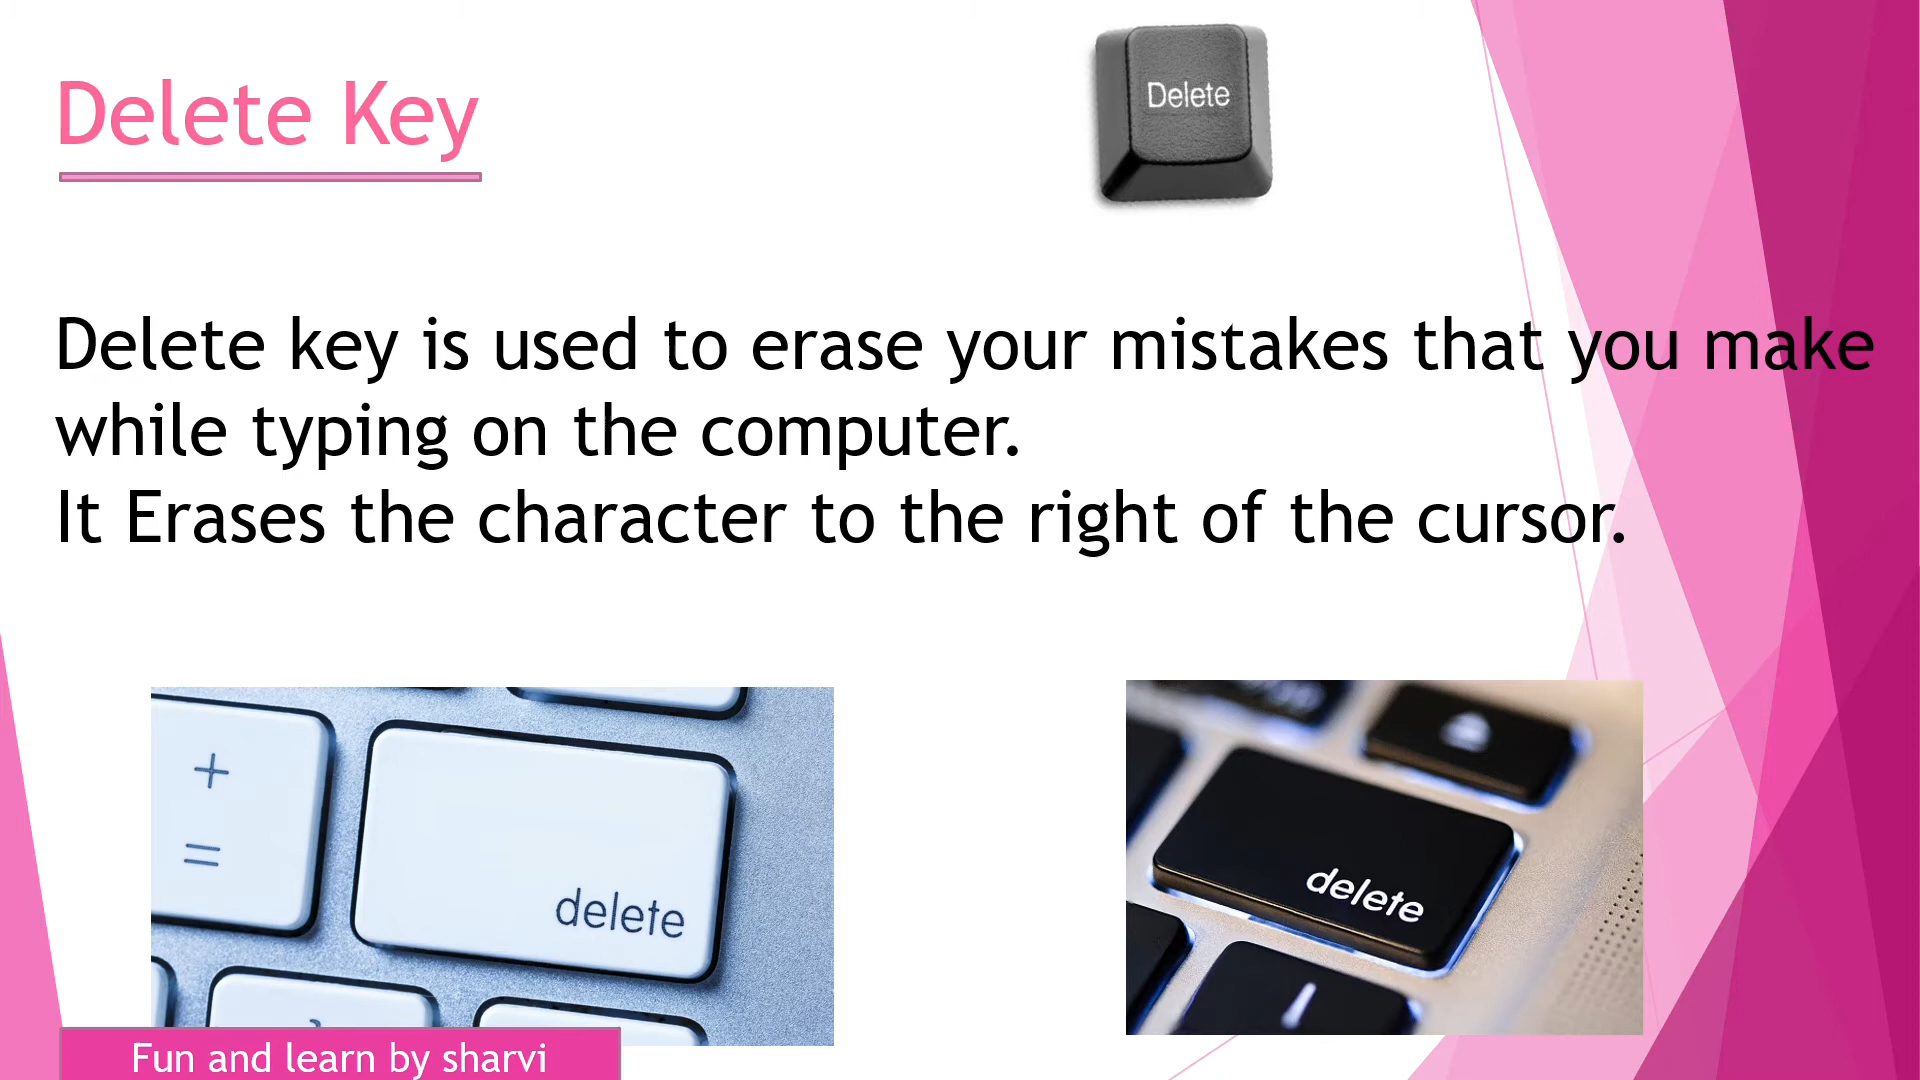 Delete Key
Delete
Delete key is used to erase your mistakes that you make
while typing on the computer.
It Erases the character to the right of the cursor.
+
=
delete
delete
Fun and learn by sharvi